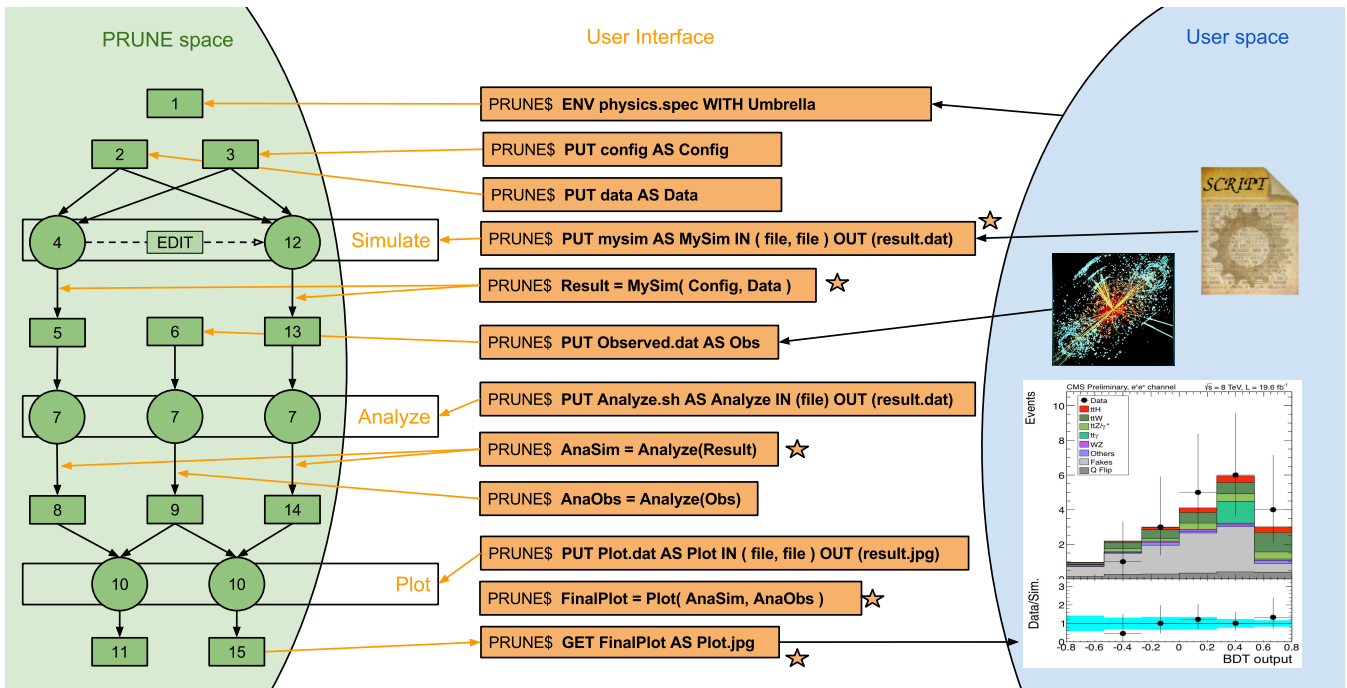 PRUNE space
User Interface
User space
1
PRUNE$ ENV physics.spec WITH Umbrella
2
3
PRUNE$ PUT config AS Config
PRUNE$ PUT data AS Data
SCRIPT
4
EDIT
12
Simulate
PRUNE$ PUT mysim AS MySim IN ( file, file ) OUT (result.dat)
PRUNE$ Result = MySim( Config, Data )
5
6
13
PRUNE$ PUT Observed.dat AS Obs
7
7
7
Analyze
PRUNE$ PUT Analyze.sh AS Analyze IN (file) OUT (result.dat)
PRUNE$ AnaSim = Analyze(Result)
8
9
14
PRUNE$ AnaObs = Analyze(Obs)
PRUNE$ PUT Plot.dat AS Plot IN ( file, file ) OUT (result.jpg)
10
10
Plot
PRUNE$ FinalPlot = Plot( AnaSim, AnaObs )
11
15
PRUNE$ GET FinalPlot AS Plot.jpg
CMS Preliminary, e±e± channel
√s = 8 TeV, L = 19.6 fb⁻¹
Events
10
8
6
4
2
0
Data
ttH
ttW
ttZ/γ*
ttγ
WZ
Others
Fakes
Q Flip
Data/Sim.
3
2
1
0
-0.8 -0.6 -0.4 -0.2 0 0.2 0.4 0.6 0.8
BDT output